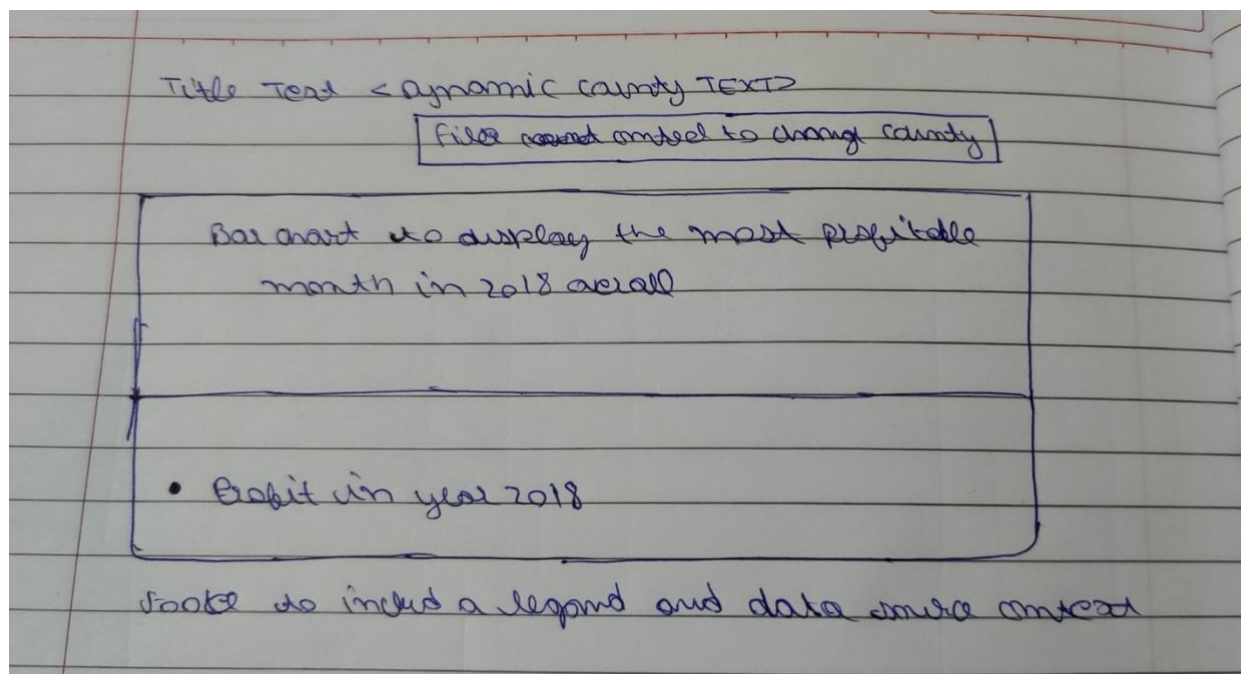 Title Text < Dynamic county TEXT>
Filter control to change county
Bar chart to display the most profitable
month in 2018 overall
• Profit in year 2018
Footer to includ a legend and data source context